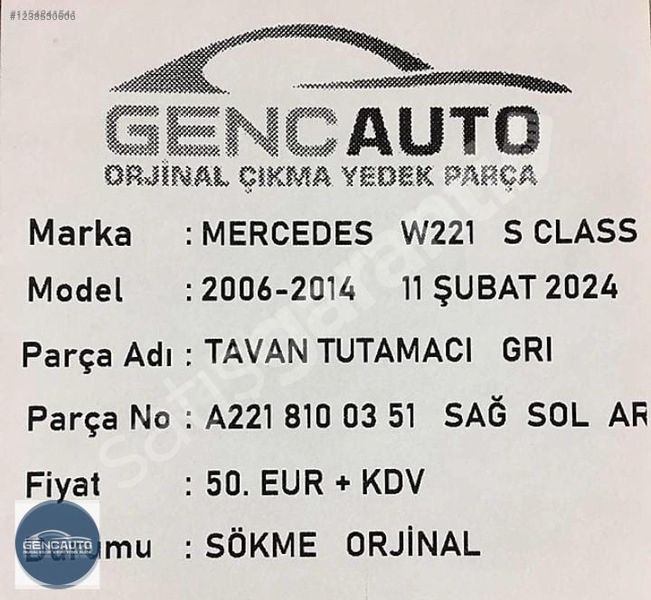 #1238530606
GENCAUTO
ORJİNAL ÇIKMA YEDEK PARÇA
Marka : MERCEDES W221 S CLASS
Model : 2006-2014 11 ŞUBAT 2024
Parça Adı : TAVAN TUTAMACI GRI
Parça No : A221 810 03 51 SAĞ SOL AR
Fiyat : 50. EUR + KDV
: SÖKME ORJİNAL
GENCAUTO